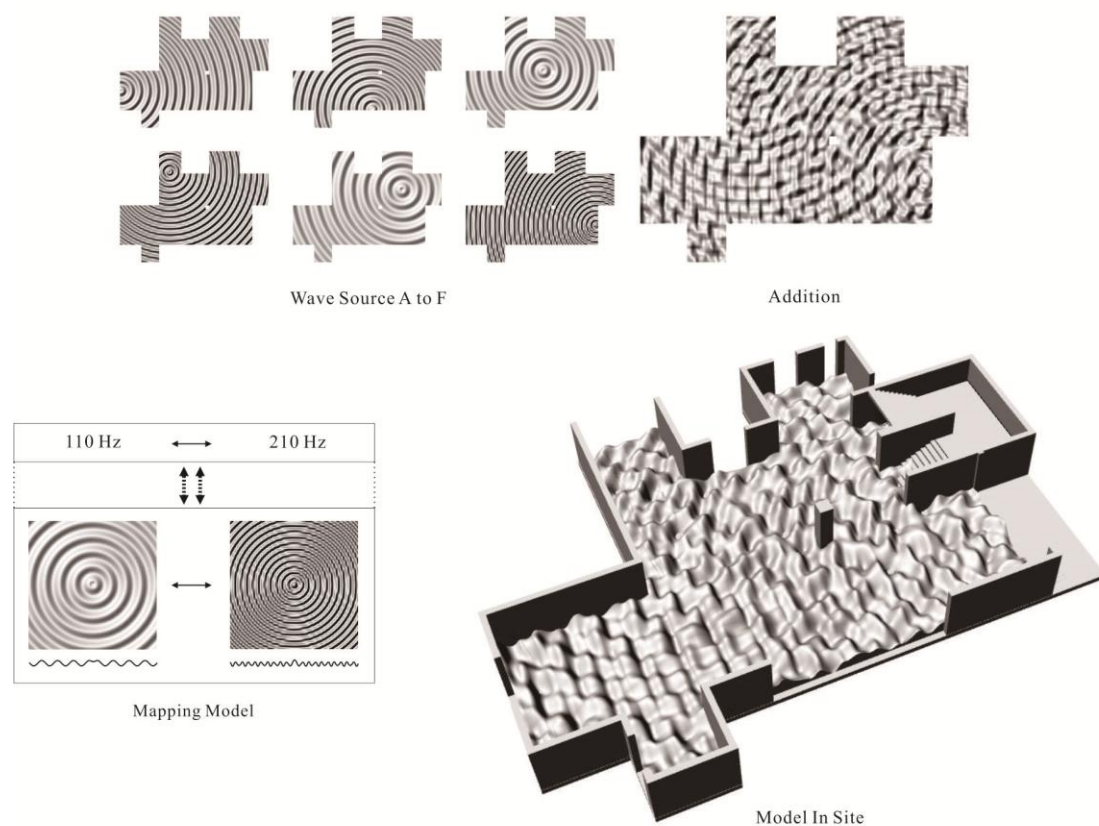 Wave Source A to F
Addition
110 Hz
210 Hz
Mapping Model
Model In Site